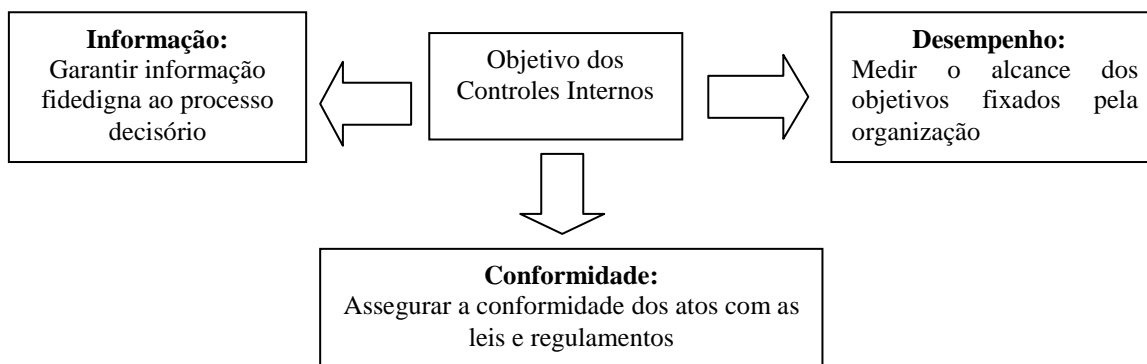 Informação:
Garantir informação
fidedigna ao processo
decisório
Objetivo dos
Controles Internos
Desempenho:
Medir o alcance dos
objetivos fixados pela
organização
Conformidade:
Assegurar a conformidade dos atos com as
leis e regulamentos